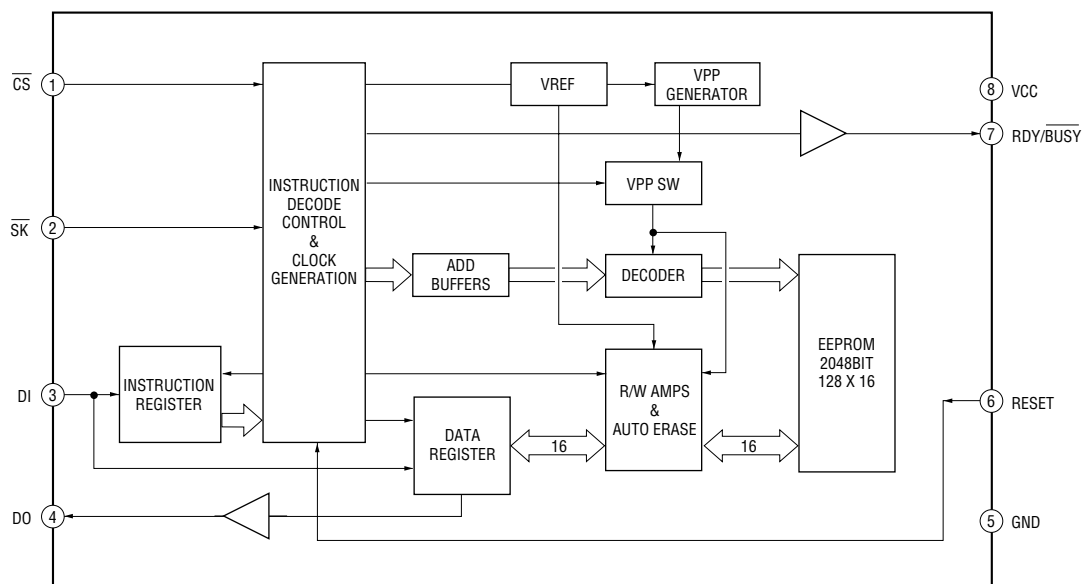 CS
1
SK
2
DI
3
DO
4
INSTRUCTION
DECODE
CONTROL
&
CLOCK
GENERATION
INSTRUCTION
REGISTER
VREF
VPP
GENERATOR
VPP SW
ADD
BUFFERS
DECODER
DATA
REGISTER
16
R/W AMPS
&
AUTO ERASE
16
EEPROM
2048BIT
128 X 16
8
VCC
7
RDY/BUSY
6
RESET
5
GND